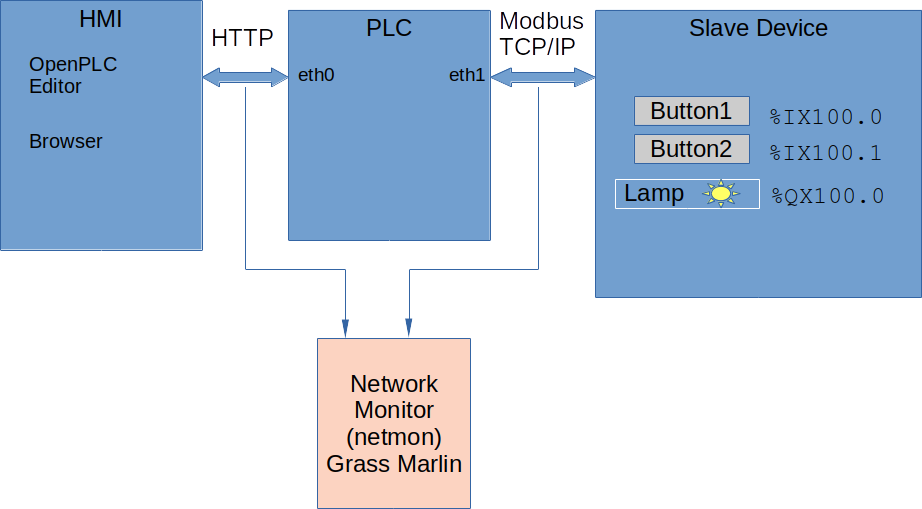 HMI
OpenPLC
Editor
Browser
HTTP
PLC
eth0
eth1
Modbus
TCP/IP
Slave Device
Button1
%IX100.0
Button2
%IX100.1
Lamp
%QX100.0
Network
Monitor
(netmon)
Grass Marlin